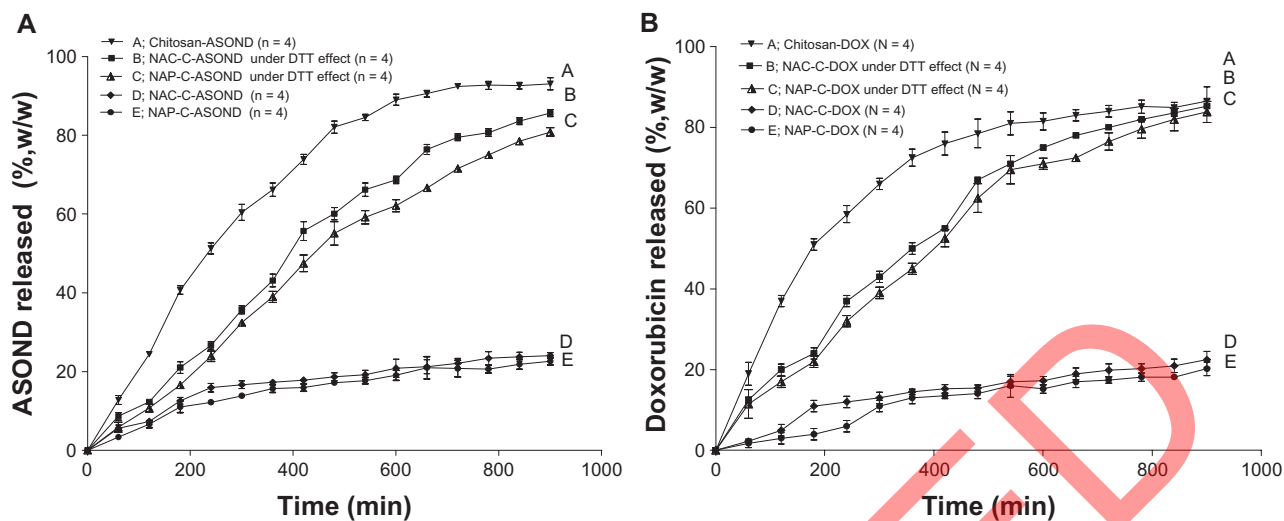 A
A; Chitosan-ASOND (n = 4)
B; NAC-C-ASOND under DTT effect (n = 4)
C; NAP-C-ASOND under DTT effect (n = 4)
D; NAC-C-ASOND (n = 4)
E; NAP-C-ASOND (n = 4)
ASOND released (%,w/w)
100
80
60
40
20
0
A
B
C
D
E
0 200 400 600 800 1000
Time (min)
B
A; Chitosan-DOX (N = 4)
B; NAC-C-DOX under DTT effect (N = 4)
C; NAP-C-DOX under DTT effect (N = 4)
D; NAC-C-DOX (N = 4)
E; NAP-C-DOX (N = 4)
Doxorubicin released (%,w/w)
100
80
60
40
20
0
A
B
C
D
E
0 200 400 600 800 1000
Time (min)